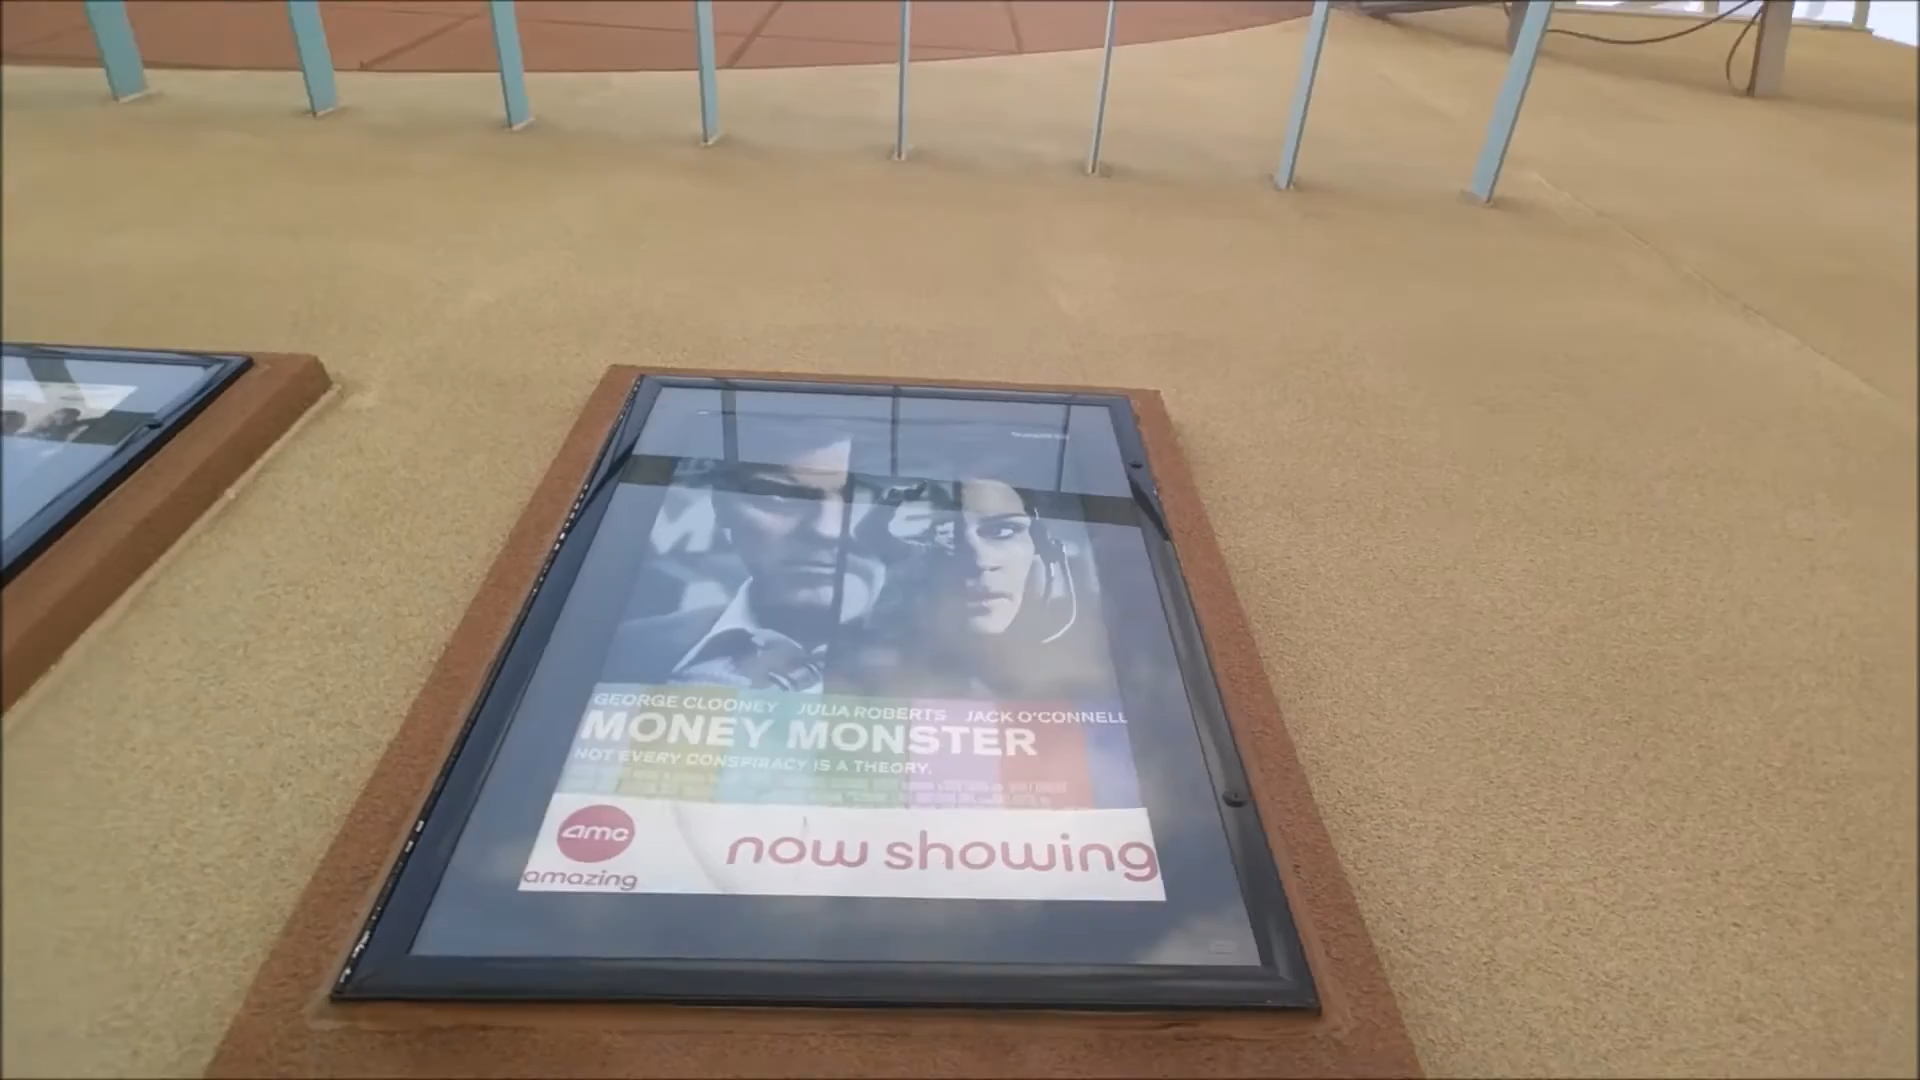 GEORGE CLOONEY JULIA ROBERTS JACK O'CONNELL
MONEY MONSTER
NOT EVERY CONSPIRACY IS A THEORY.
amc
amazing
now showing